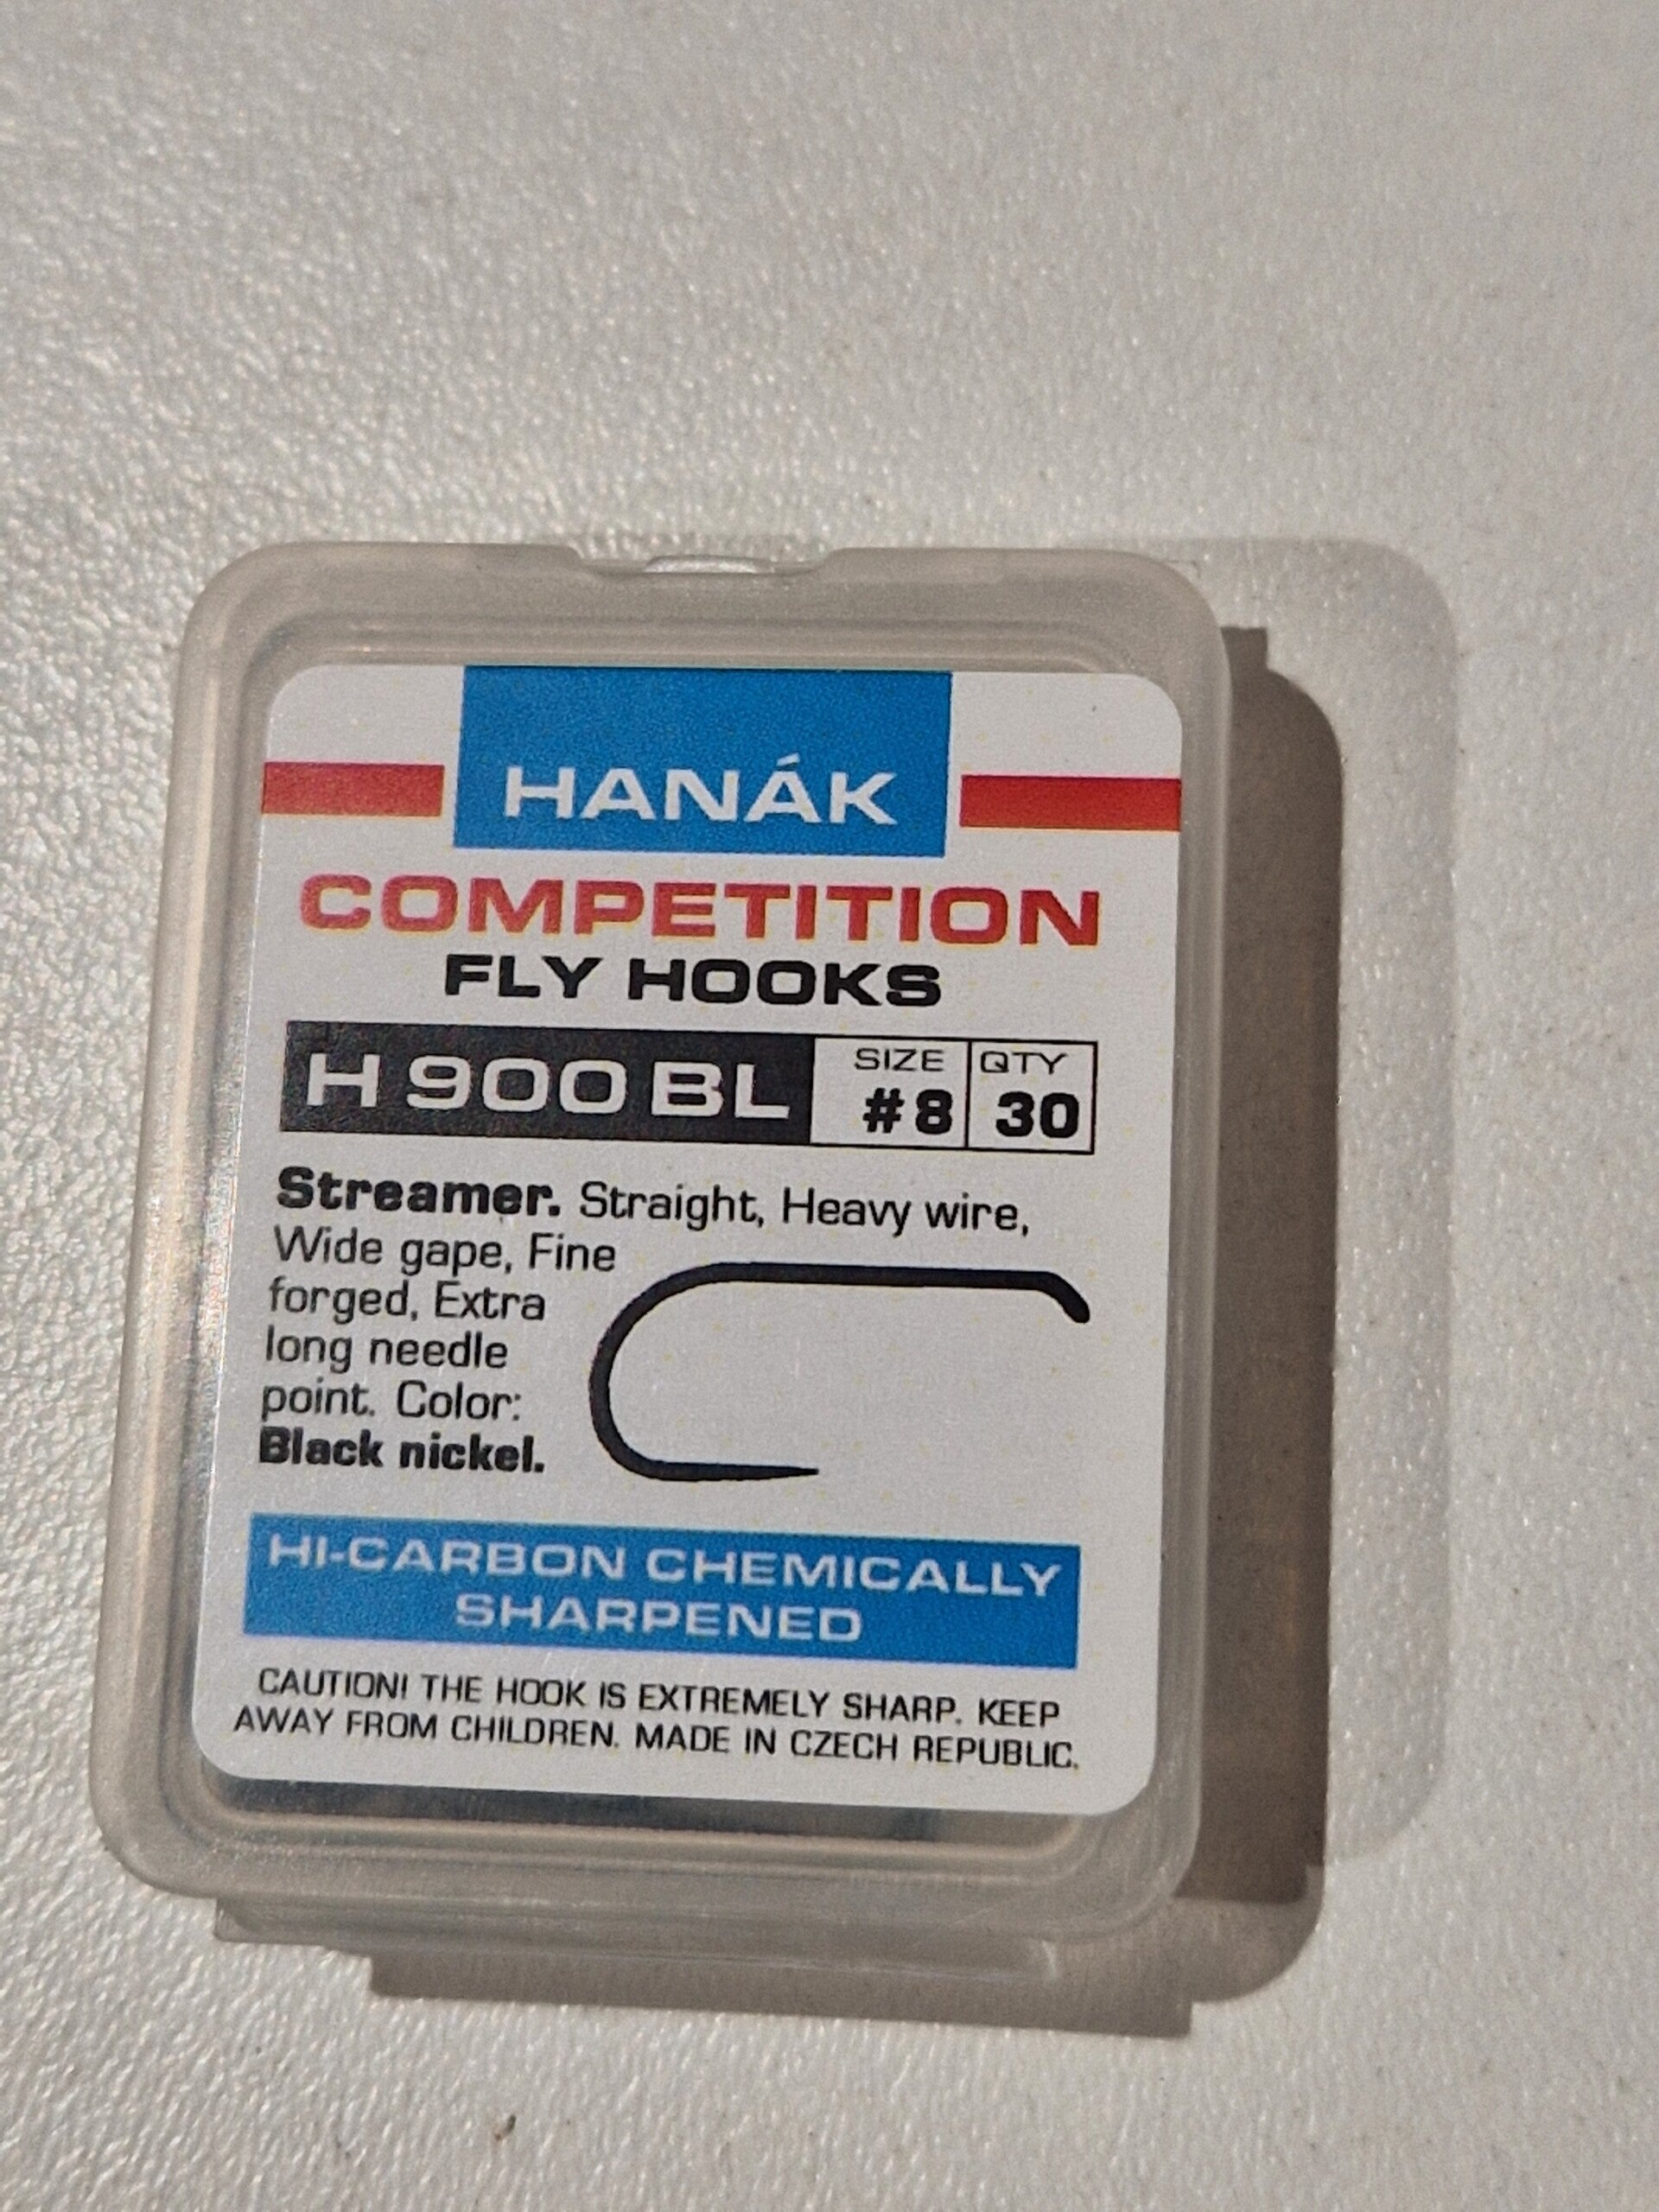 HANÁK
COMPETITION
FLY HOOKS
H 900 BL
SIZE
#8
QTY
30
Streamer. Straight, Heavy wire,
Wide gape, Fine
forged, Extra
long needle
point. Color:
Black nickel.
HI-CARBON CHEMICALLY
SHARPENED
CAUTION! THE HOOK IS EXTREMELY SHARP. KEEP
AWAY FROM CHILDREN. MADE IN CZECH REPUBLIC.